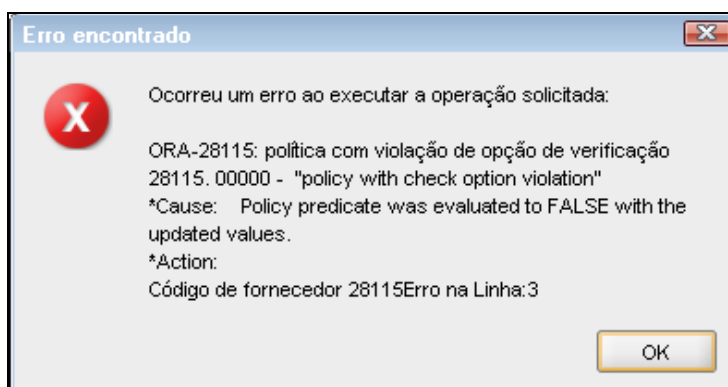 Erro encontrado
Ocorreu um erro ao executar a operação solicitada:
ORA-28115: política com violação de opção de verificação
28115. 00000 -  "policy with check option violation"
*Cause:    Policy predicate was evaluated to FALSE with the
updated values.
*Action:
Código de fornecedor 28115Erro na Linha:3
OK